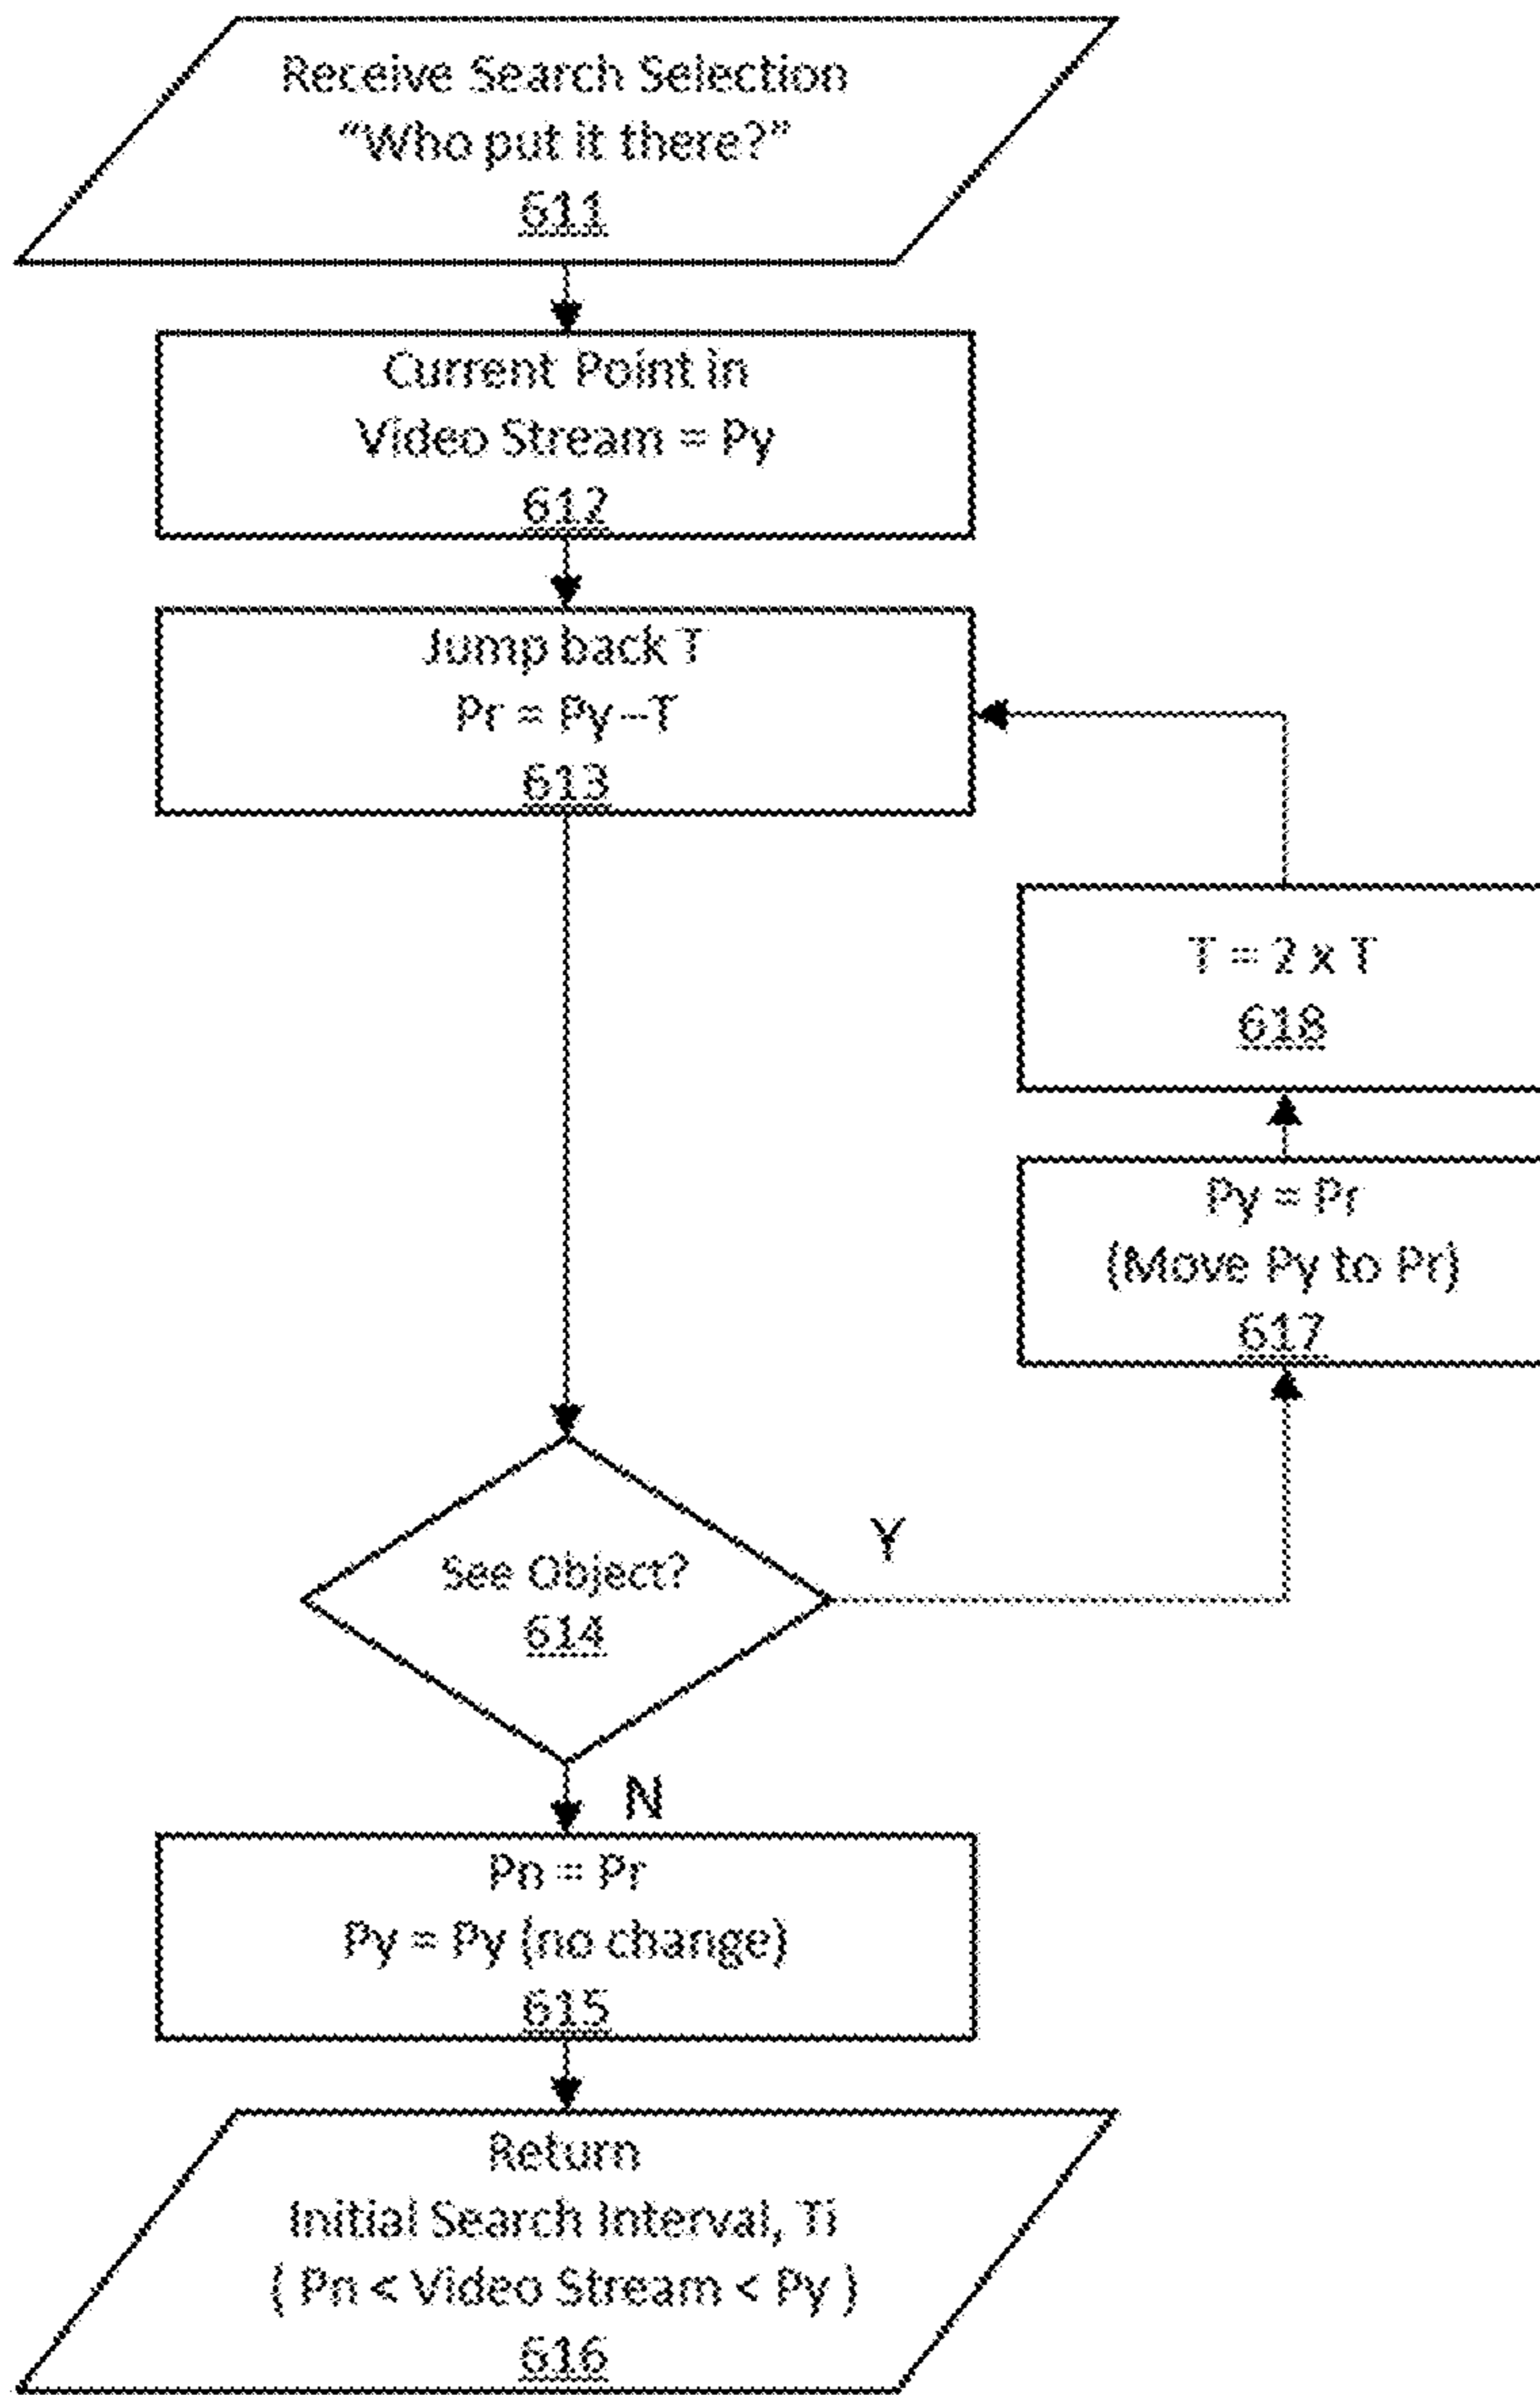 Receive Search Selection
“Who put it there?”
611
Current Point in
Video Stream = Py
612
Jump back T
Pr = Py –T
613
T = 2 x T
618
Py = Pr
(Move Py to Pr)
617
See Object?
614
Y
N
Pn = Pr
Py = Py (no change)
615
Return
Initial Search Interval, Ti
( Pn < Video Stream < Py )
616